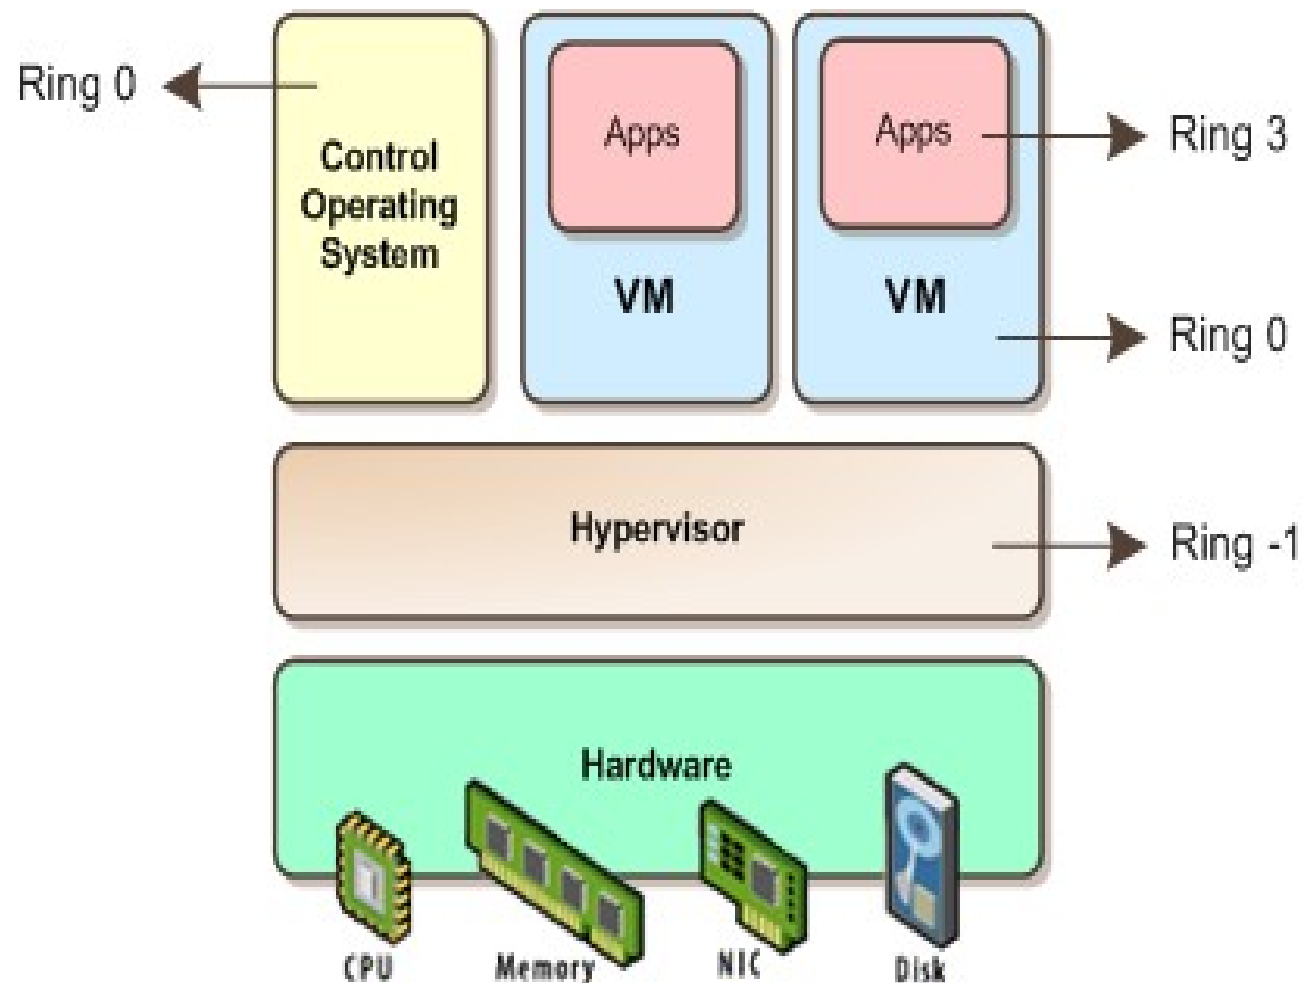 Ring 0
Control
Operating
System
Apps
VM
Apps
VM
Ring 3
Ring 0
Hypervisor
Ring -1
Hardware
CPU
Memory
NIC
Disk